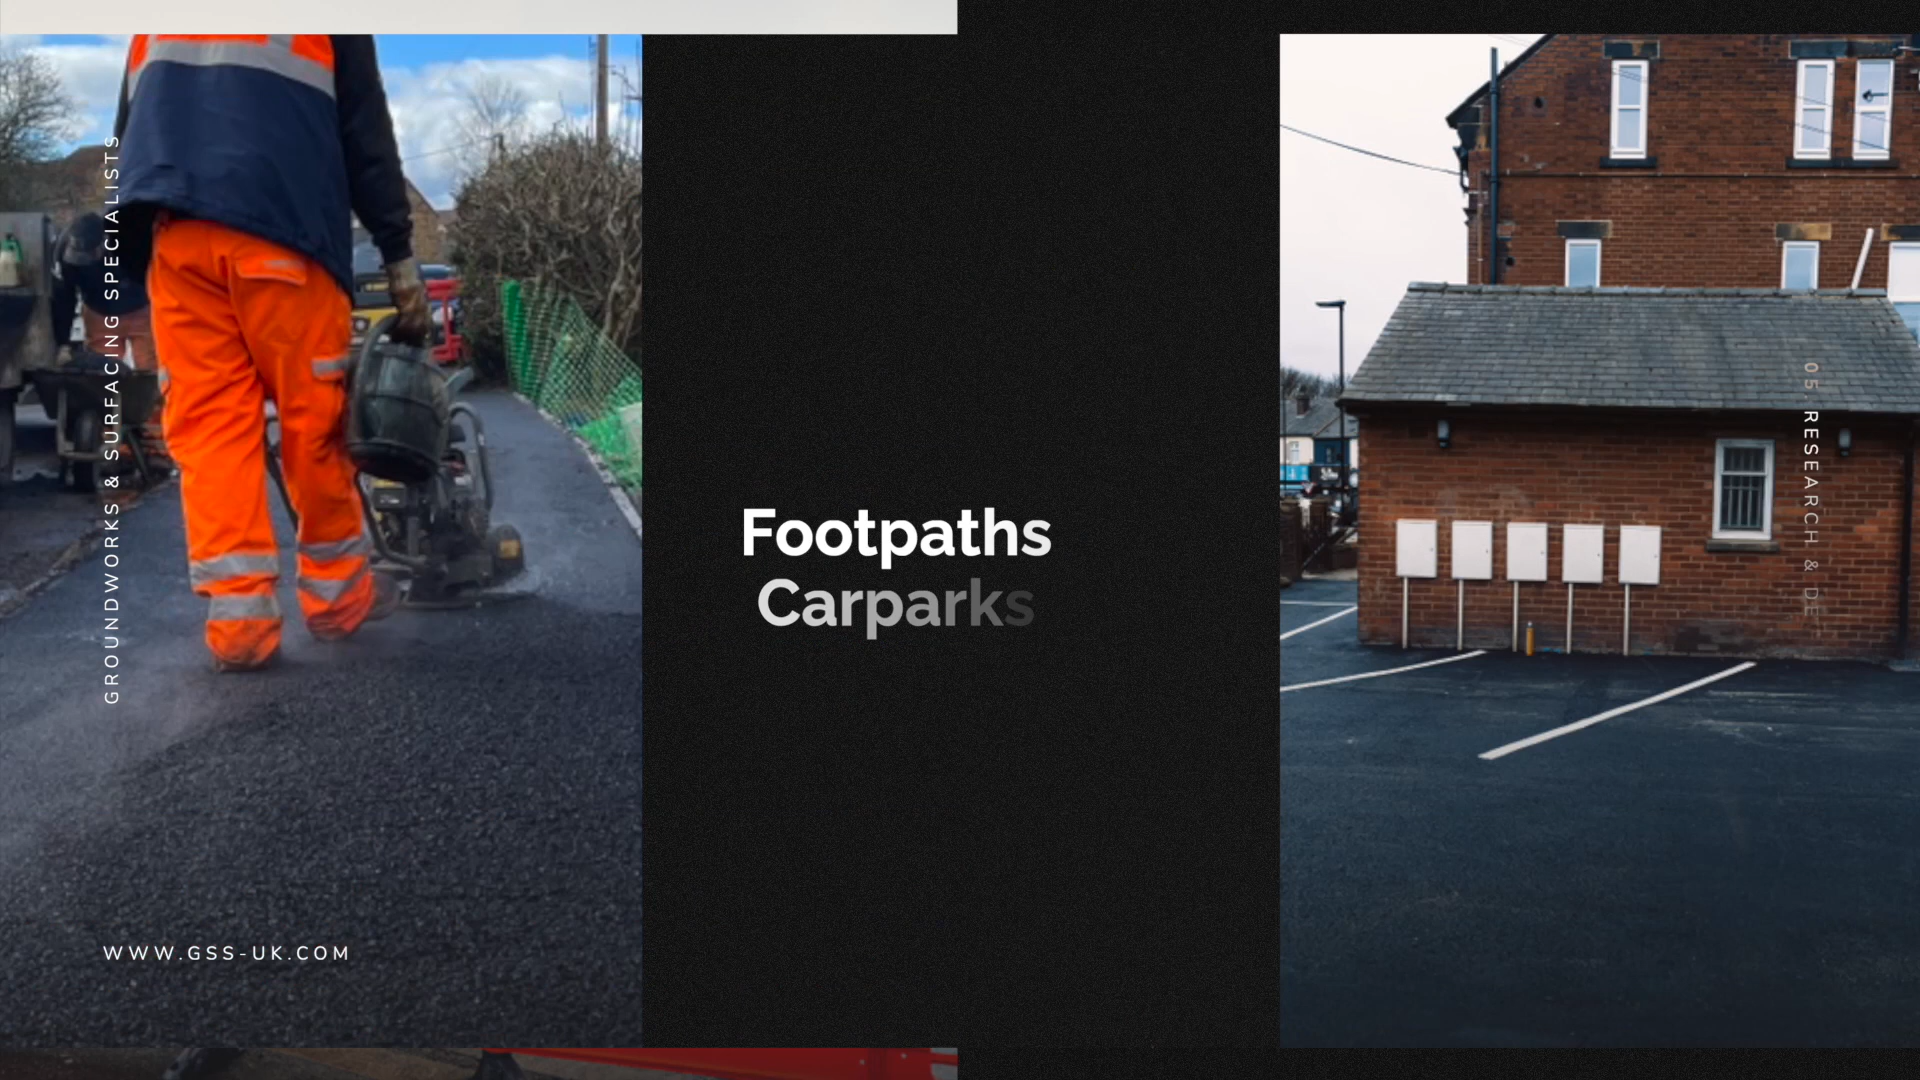 GROUNDWORKS & SURFACING SPECIALISTS
WWW.GSS-UK.COM
Footpaths
Carparks
05. RESEARCH & DE